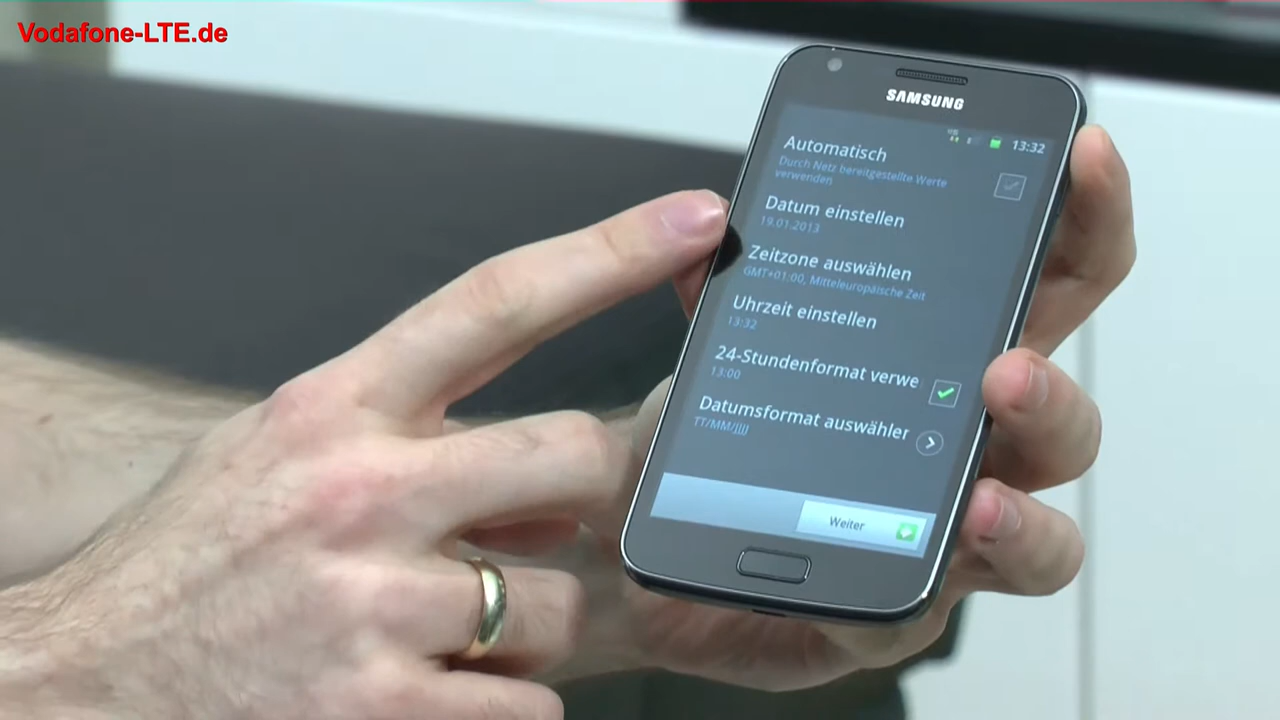 Vodafone-LTE.de
SAMSUNG
13:32
Automatisch
Durch Netz bereitgestellte Werte
verwenden
Datum einstellen
19.01.2013
Zeitzone auswählen
GMT+01:00, Mitteleuropäische Zeit
Uhrzeit einstellen
13:32
24-Stundenformat verwe
13:00
Datumsformat auswähler
TT/MM/JJJJ
Weiter